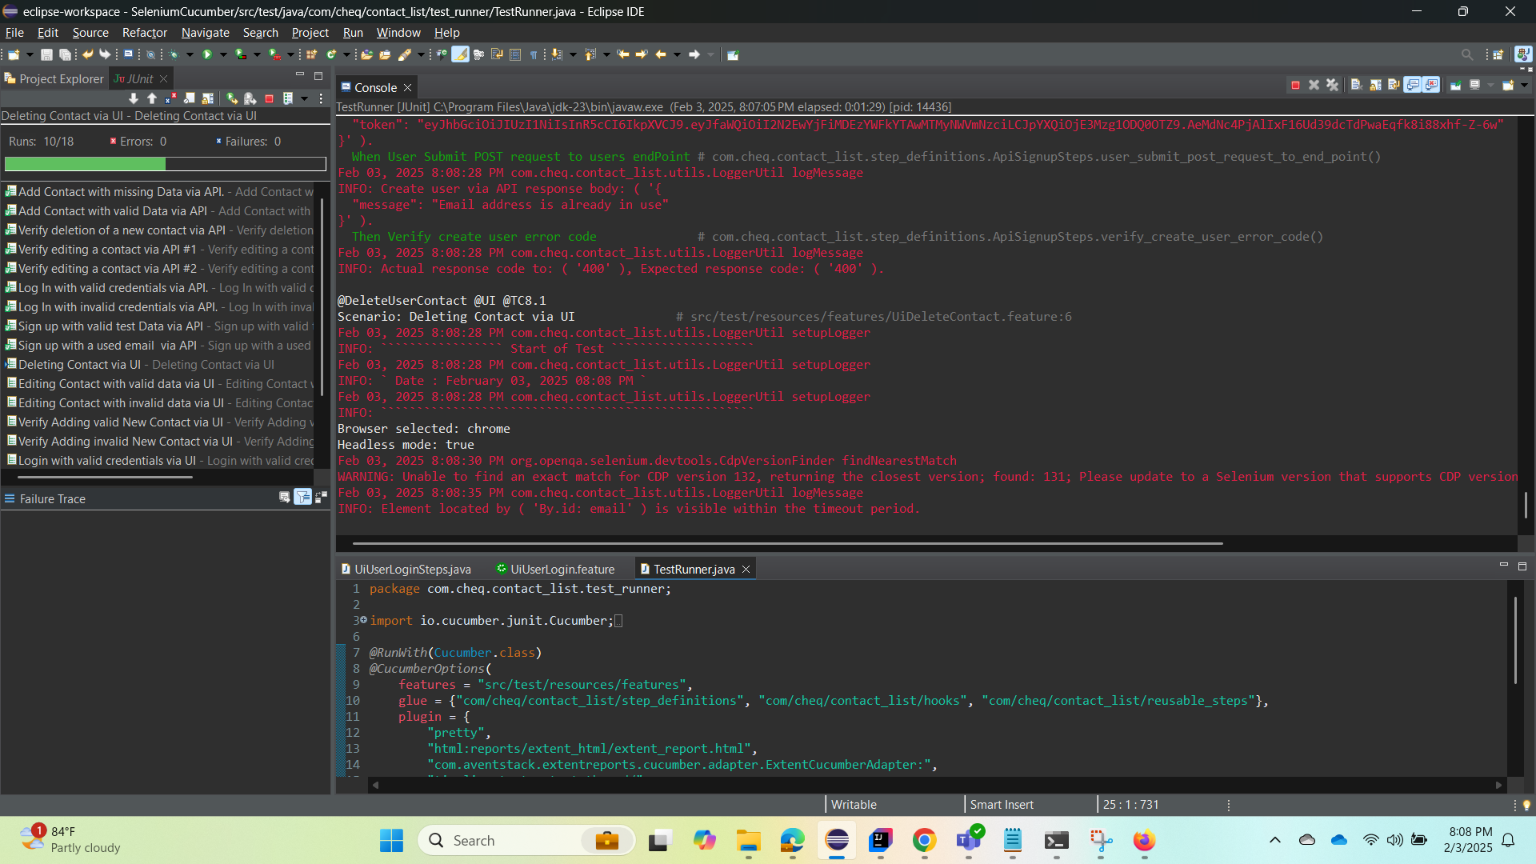 eclipse-workspace - SeleniumCucumber/src/test/java/com/cheq/contact_list/test_runner/TestRunner.java - Eclipse IDE
File Edit Source Refactor Navigate Search Project Run Window Help
Project Explorer JUnit
Deleting Contact via UI - Deleting Contact via UI
Runs: 10/18 Errors: 0 Failures: 0
Add Contact with missing Data via API. - Add Contact w
Add Contact with valid Data via API - Add Contact with
Verify deletion of a new contact via API - Verify deletion
Verify editing a contact via API #1 - Verify editing a cont
Verify editing a contact via API #2 - Verify editing a cont
Log In with valid credentials via API. - Log In with valid c
Log In with invalid credentials via API. - Log In with inva
Sign up with valid test Data via API - Sign up with valid
Sign up with a used email via API - Sign up with a used
Deleting Contact via UI - Deleting Contact via UI
Editing Contact with valid data via UI - Editing Contact
Editing Contact with invalid data via UI - Editing Contac
Verify Adding valid New Contact via UI - Verify Adding v
Verify Adding invalid New Contact via UI - Verify Adding
Login with valid credentials via UI - Login with valid cre
Failure Trace
Console
TestRunner [JUnit] C:\Program Files\Java\jdk-23\bin\javaw.exe (Feb 3, 2025, 8:07:05 PM elapsed: 0:01:29) [pid: 14436]
}' ).
When User Submit POST request to users endPoint # com.cheq.contact_list.step_definitions.ApiSignupSteps.user_submit_post_request_to_end_point()
Feb 03, 2025 8:08:28 PM com.cheq.contact_list.utils.LoggerUtil logMessage
INFO: Create user via API response body: ( '{
"message": "Email address is already in use"
}' ).
Then Verify create user error code # com.cheq.contact_list.step_definitions.ApiSignupSteps.verify_create_user_error_code()
Feb 03, 2025 8:08:28 PM com.cheq.contact_list.utils.LoggerUtil logMessage
INFO: Actual response code to: ( '400' ), Expected response code: ( '400' ).
@DeleteUserContact @UI @TC8.1
Scenario: Deleting Contact via UI # src/test/resources/features/UiDeleteContact.feature:6
Feb 03, 2025 8:08:28 PM com.cheq.contact_list.utils.LoggerUtil setupLogger
INFO: ```````````````` Start of Test ```````````````````
Feb 03, 2025 8:08:28 PM com.cheq.contact_list.utils.LoggerUtil setupLogger
INFO: ` Date : February 03, 2025 08:08 PM `
Feb 03, 2025 8:08:28 PM com.cheq.contact_list.utils.LoggerUtil setupLogger
INFO: ```````````````````````````````````````````````````
Browser selected: chrome
Headless mode: true
Feb 03, 2025 8:08:30 PM org.openqa.selenium.devtools.CdpVersionFinder findNearestMatch
WARNING: Unable to find an exact match for CDP version 132, returning the closest version; found: 131; Please update to a Selenium version that supports CDP version
Feb 03, 2025 8:08:35 PM com.cheq.contact_list.utils.LoggerUtil logMessage
INFO: Element located by ( 'By.id: email' ) is visible within the timeout period.
UiUserLoginSteps.java UiUserLogin.feature TestRunner.java
1 package com.cheq.contact_list.test_runner;
2
3 import io.cucumber.junit.Cucumber;
6
7 @RunWith(Cucumber.class)
8 @CucumberOptions(
9 features = "src/test/resources/features",
10 glue = {"com/cheq/contact_list/step_definitions", "com/cheq/contact_list/hooks", "com/cheq/contact_list/reusable_steps"},
11 plugin = {
12 "pretty",
13 "html:reports/extent_html/extent_report.html",
14 "com.aventstack.extentreports.cucumber.adapter.ExtentCucumberAdapter:",
Writable Smart Insert 25 : 1 : 731
1 84°F
Partly cloudy
Search
8:08 PM
2/3/2025